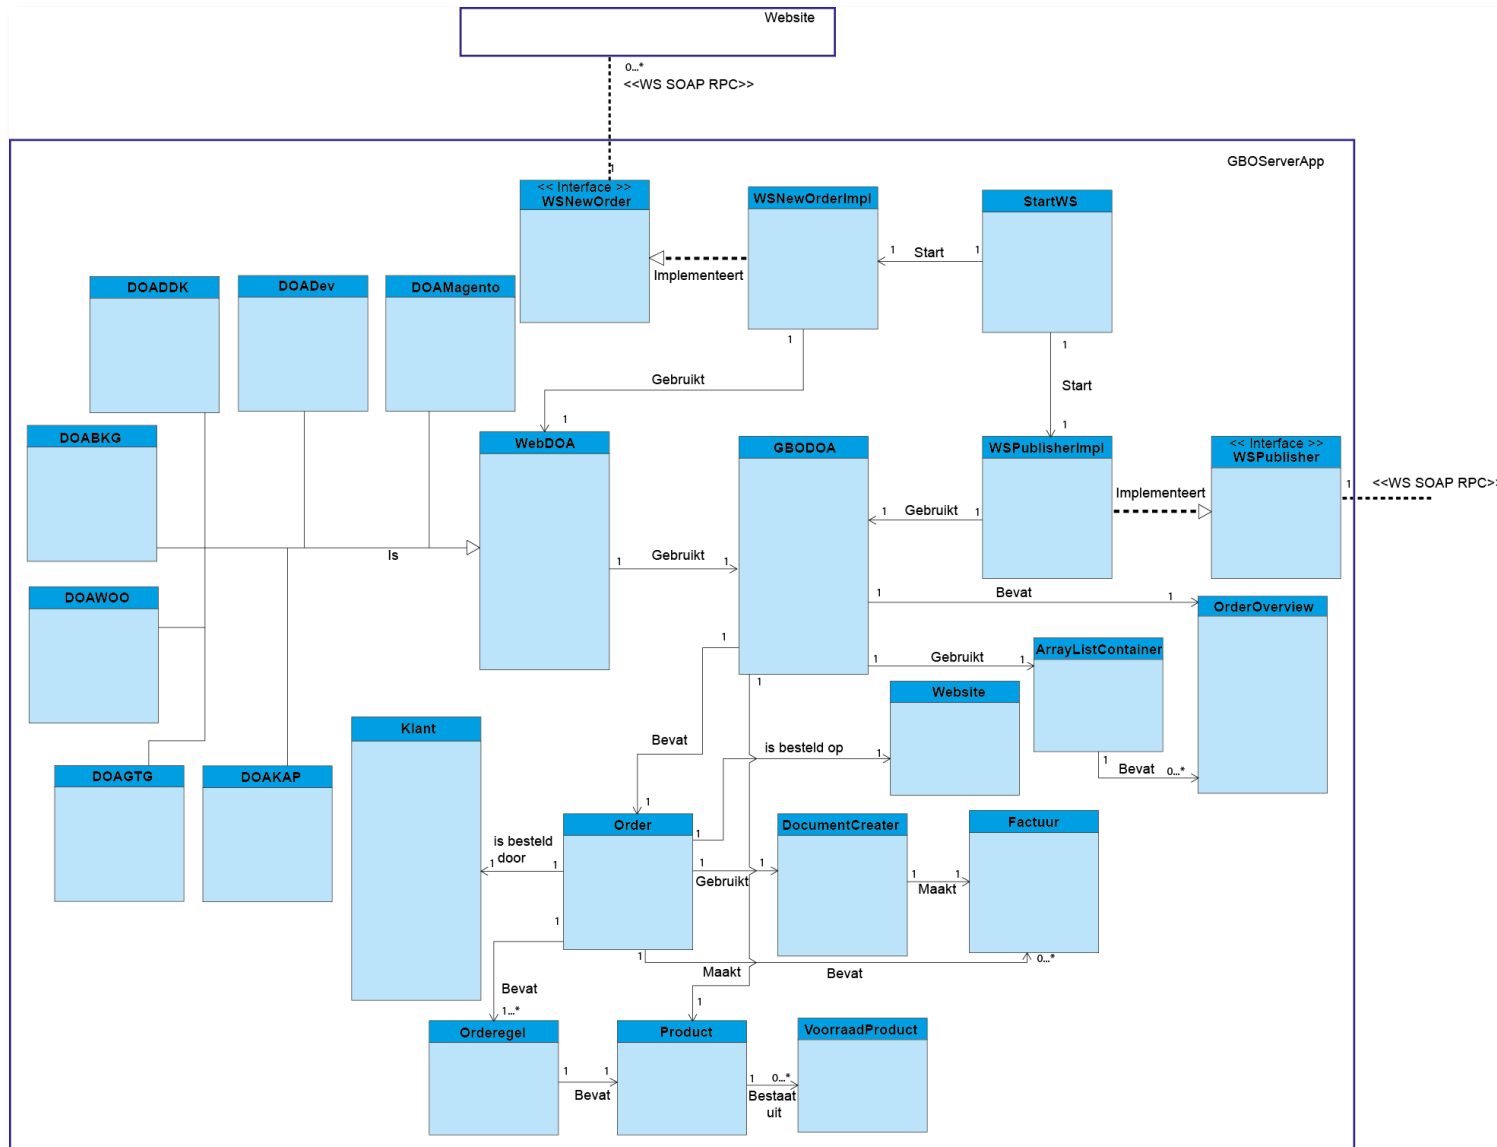 Website
0...*
<<WS SOAP RPC>>
GBOServerApp
1
<< Interface >>
WSNewOrder
WSNewOrderImpl
StartWS
1
Start
1
Implementeert
DOADDK
DOADev
DOAMagento
1
1
Gebruikt
Start
1
1
DOABKG
WebDOA
GBODOA
WSPublisherImpl
<< Interface >>
WSPublisher
1
<<WS SOAP RPC>
Implementeert
1
Gebruikt
1
Is
1
Gebruikt
1
1
Bevat
1
DOAWOO
OrderOverview
1
1
Gebruikt
1
ArrayListContainer
1
Website
Klant
Bevat
is besteld op
1
1
Bevat
0...*
DOAGTG
DOAKAP
1
Order
1
DocumentCreater
Factuur
is besteld
door
1
1
1
Gebruikt
1
1
Maakt
1
1
1
Maakt
Bevat
0...*
Bevat
1...*
1
Orderegel
Product
VoorraadProduct
1
Bevat
1
1
0...*
Bestaat
uit